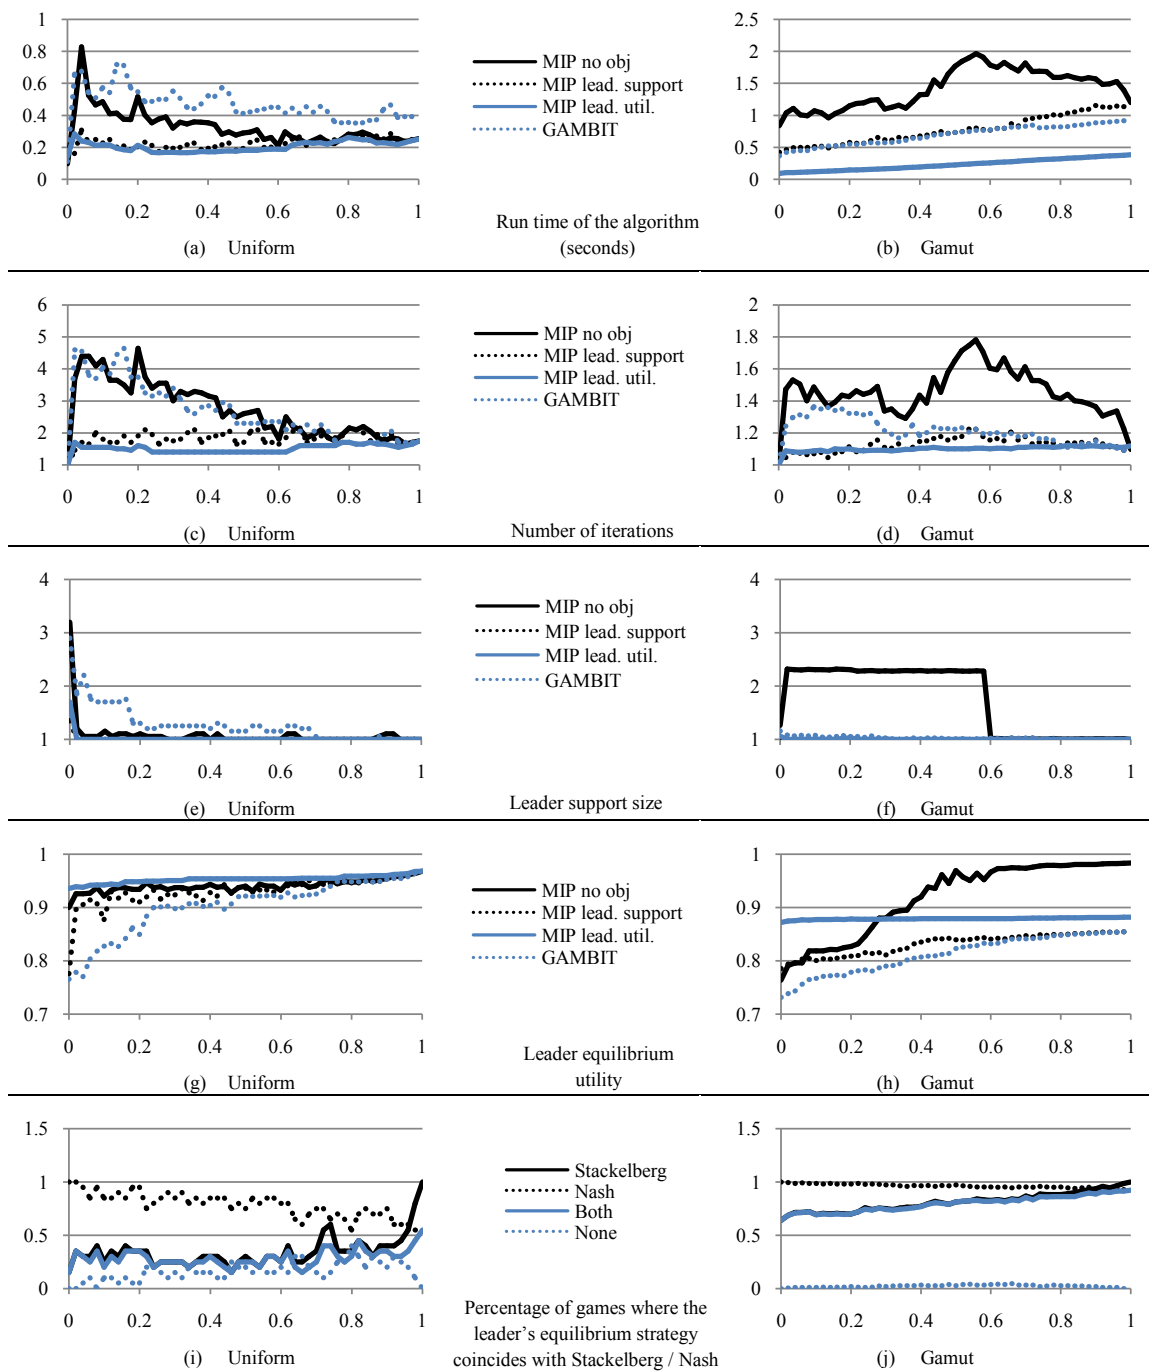 1
0.8
0.6
0.4
0.2
0
0 0.2 0.4 0.6 0.8 1
(a) Uniform
MIP no obj
MIP lead. support
MIP lead. util.
GAMBIT
Run time of the algorithm
(seconds)
2.5
2
1.5
1
0.5
0
0 0.2 0.4 0.6 0.8 1
(b) Gamut
6
5
4
3
2
1
0 0.2 0.4 0.6 0.8 1
(c) Uniform
MIP no obj
MIP lead. support
MIP lead. util.
GAMBIT
Number of iterations
2
1.8
1.6
1.4
1.2
1
0 0.2 0.4 0.6 0.8 1
(d) Gamut
4
3
2
1
0 0.2 0.4 0.6 0.8 1
(e) Uniform
MIP no obj
MIP lead. support
MIP lead. util.
GAMBIT
Leader support size
4
3
2
1
0 0.2 0.4 0.6 0.8 1
(f) Gamut
1
0.9
0.8
0.7
0 0.2 0.4 0.6 0.8 1
(g) Uniform
MIP no obj
MIP lead. support
MIP lead. util.
GAMBIT
Leader equilibrium
utility
1
0.9
0.8
0.7
0 0.2 0.4 0.6 0.8 1
(h) Gamut
1.5
1
0.5
0
0 0.2 0.4 0.6 0.8 1
(i) Uniform
Stackelberg
Nash
Both
None
Percentage of games where the
leader's equilibrium strategy
coincides with Stackelberg / Nash
1.5
1
0.5
0
0 0.2 0.4 0.6 0.8 1
(j) Gamut